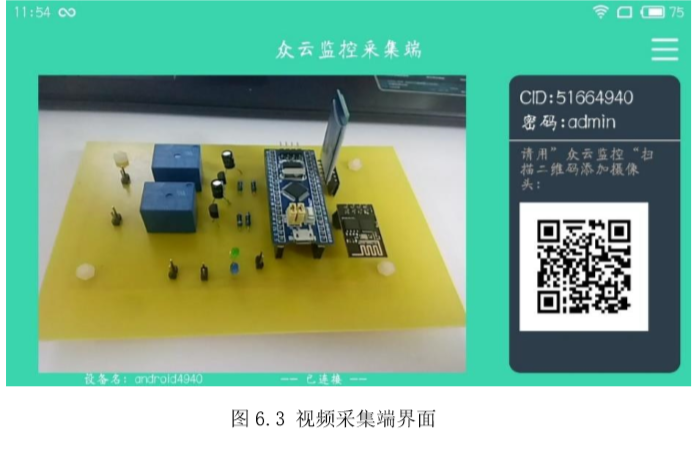 11:54
75
众云监控采集端
CID:51664940
密码:admin
请用”众云监控“扫
描二维码添加摄像
头:
设备名: android4940 —— 已连接 ——
图 6.3 视频采集端界面